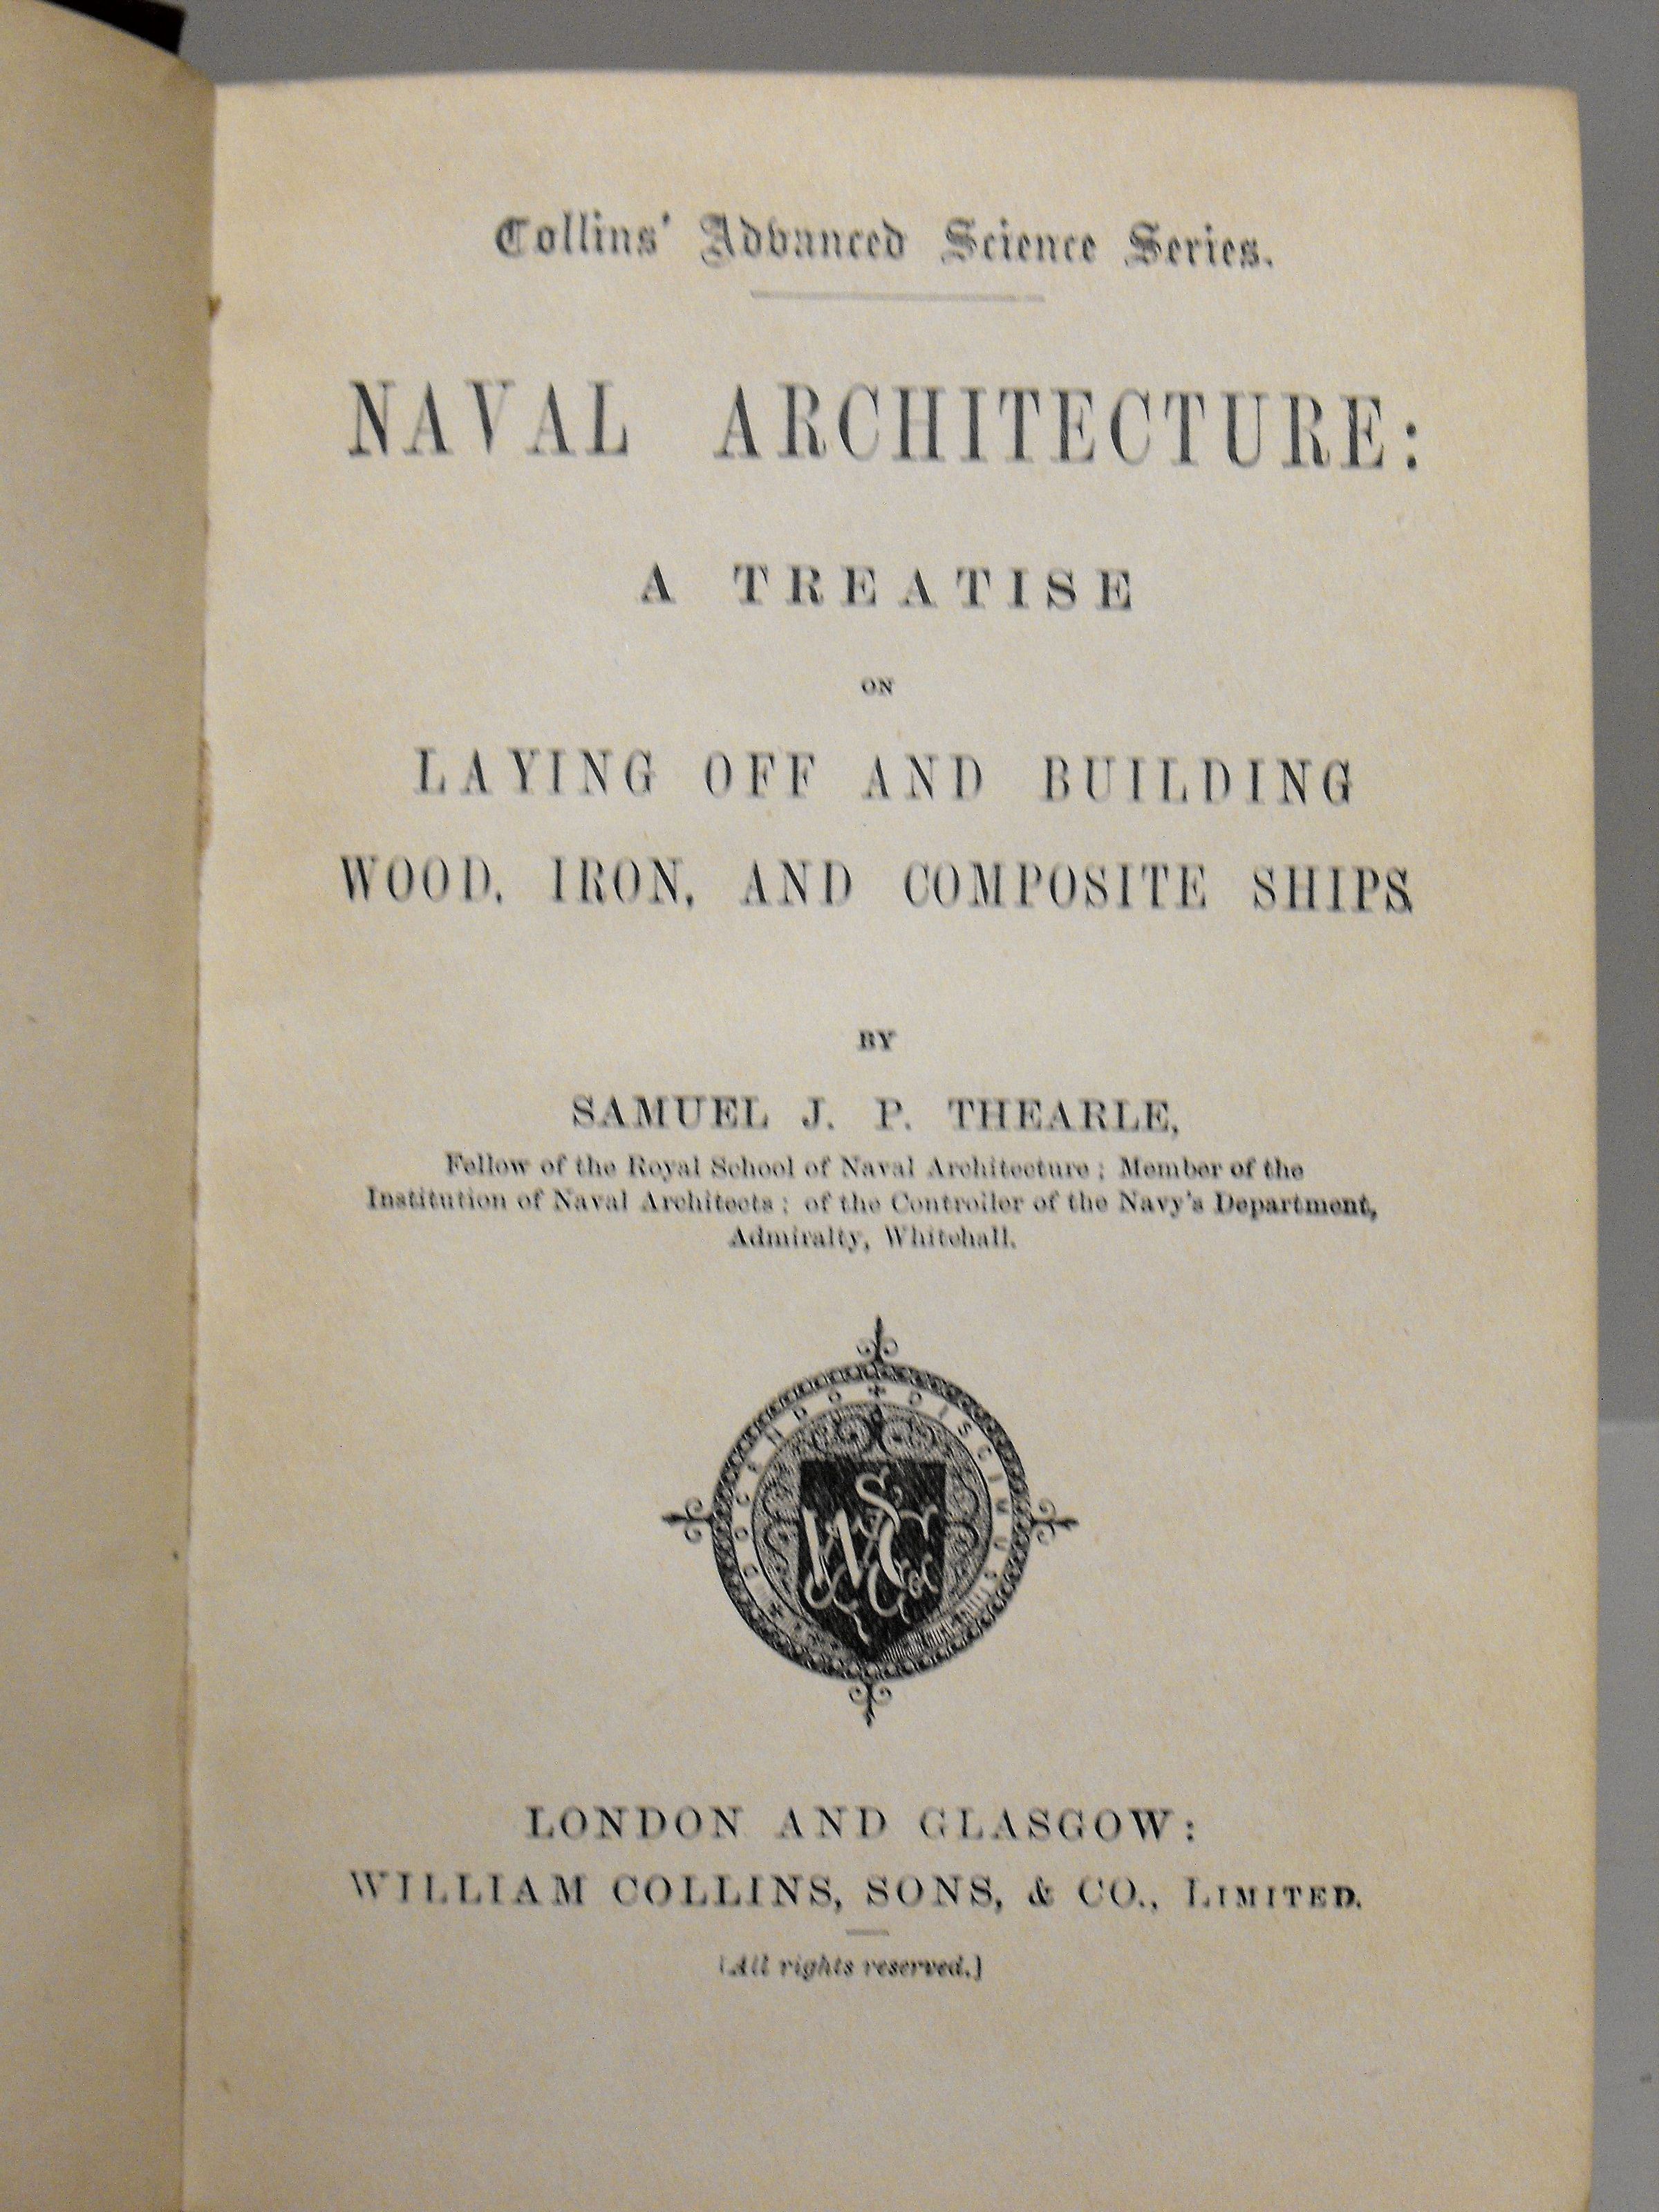 Collins' Advanced Science Series.
NAVAL ARCHITECTURE:
A TREATISE
ON
LAYING OFF AND BUILDING
WOOD, IRON, AND COMPOSITE SHIPS
BY
SAMUEL J. P. THEARLE,
Fellow of the Royal School of Naval Architecture; Member of the
Institution of Naval Architects; of the Controller of the Navy's Department,
Admiralty, Whitehall.
DOCENDO DISCIMUS
LONDON AND GLASGOW:
WILLIAM COLLINS, SONS, & CO., LIMITED.
[All rights reserved.]